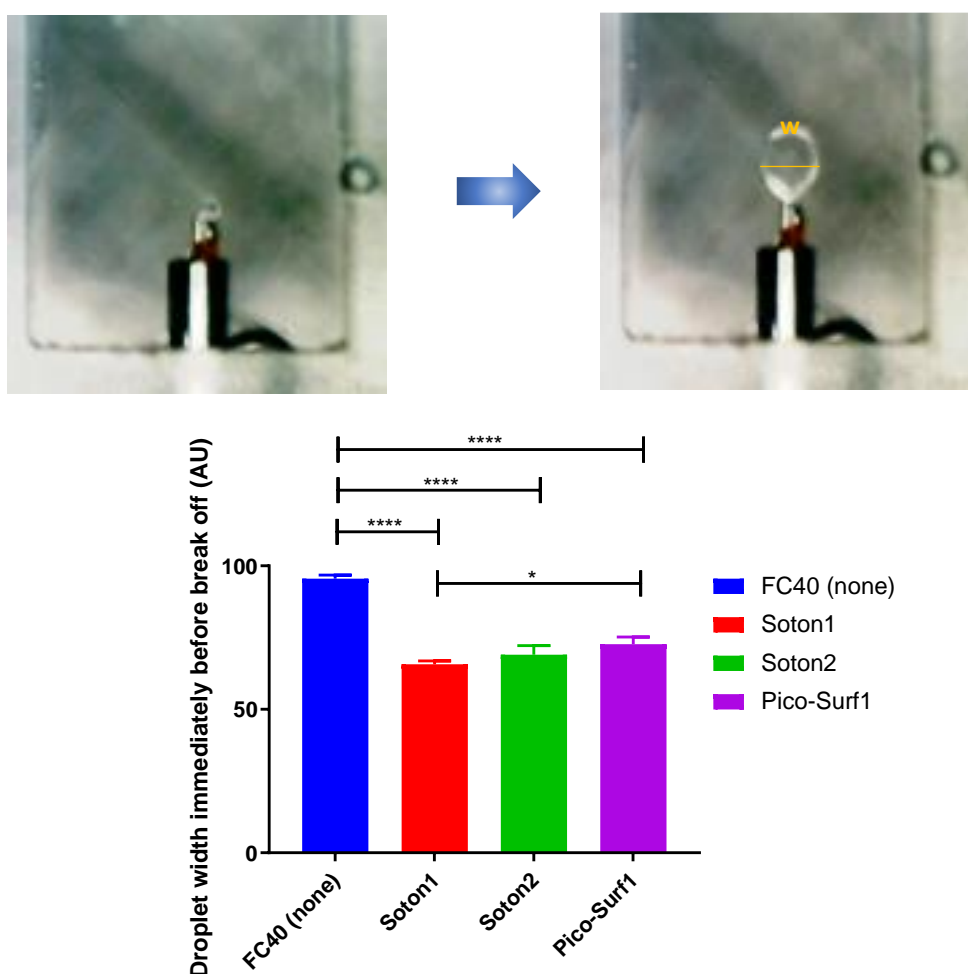 w
Droplet width immediately before break off (AU)
****
****
****
*
100
50
0
FC40 (none)
Soton1
Soton2
Pico-Surf1
FC40 (none)
Soton1
Soton2
Pico-Surf1